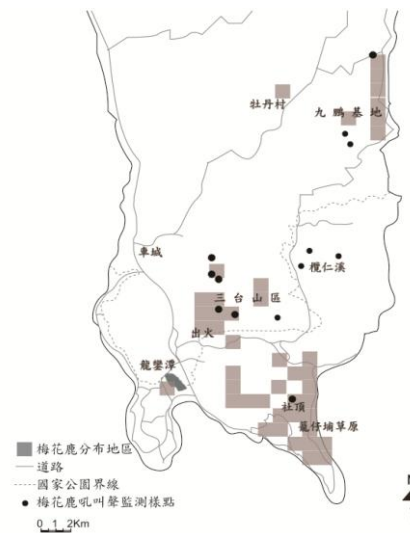 牡丹村
九鵬基地
車城
欖仁溪
三台山區
出火
龍鑾潭
社頂
籠仔埔草原
梅花鹿分布地區
道路
國家公園界線
梅花鹿吼叫聲監測樣點
0 1 2Km
N